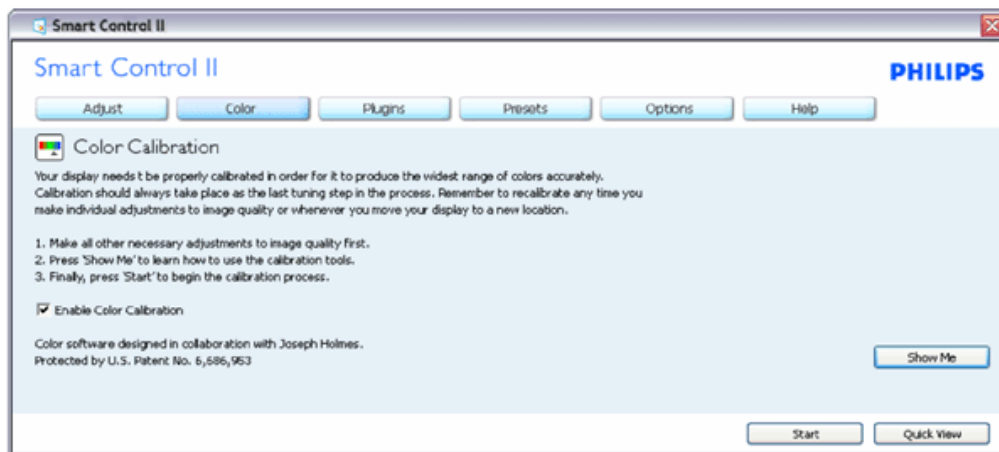 Smart Control II
Smart Control II
PHILIPS
Adjust Color Plugins Presets Options Help
Color Calibration
Your display needs t be properly calibrated in order for it to produce the widest range of colors accurately.
Calibration should always take place as the last tuning step in the process. Remember to recalibrate any time you
make individual adjustments to image quality or whenever you move your display to a new location.
1. Make all other necessary adjustments to image quality first.
2. Press 'Show Me' to learn how to use the calibration tools.
3. Finally, press 'Start' to begin the calibration process.
Enable Color Calibration
Color software designed in collaboration with Joseph Holmes.
Protected by U.S. Patent No. 6,686,953
Show Me
Start Quick View